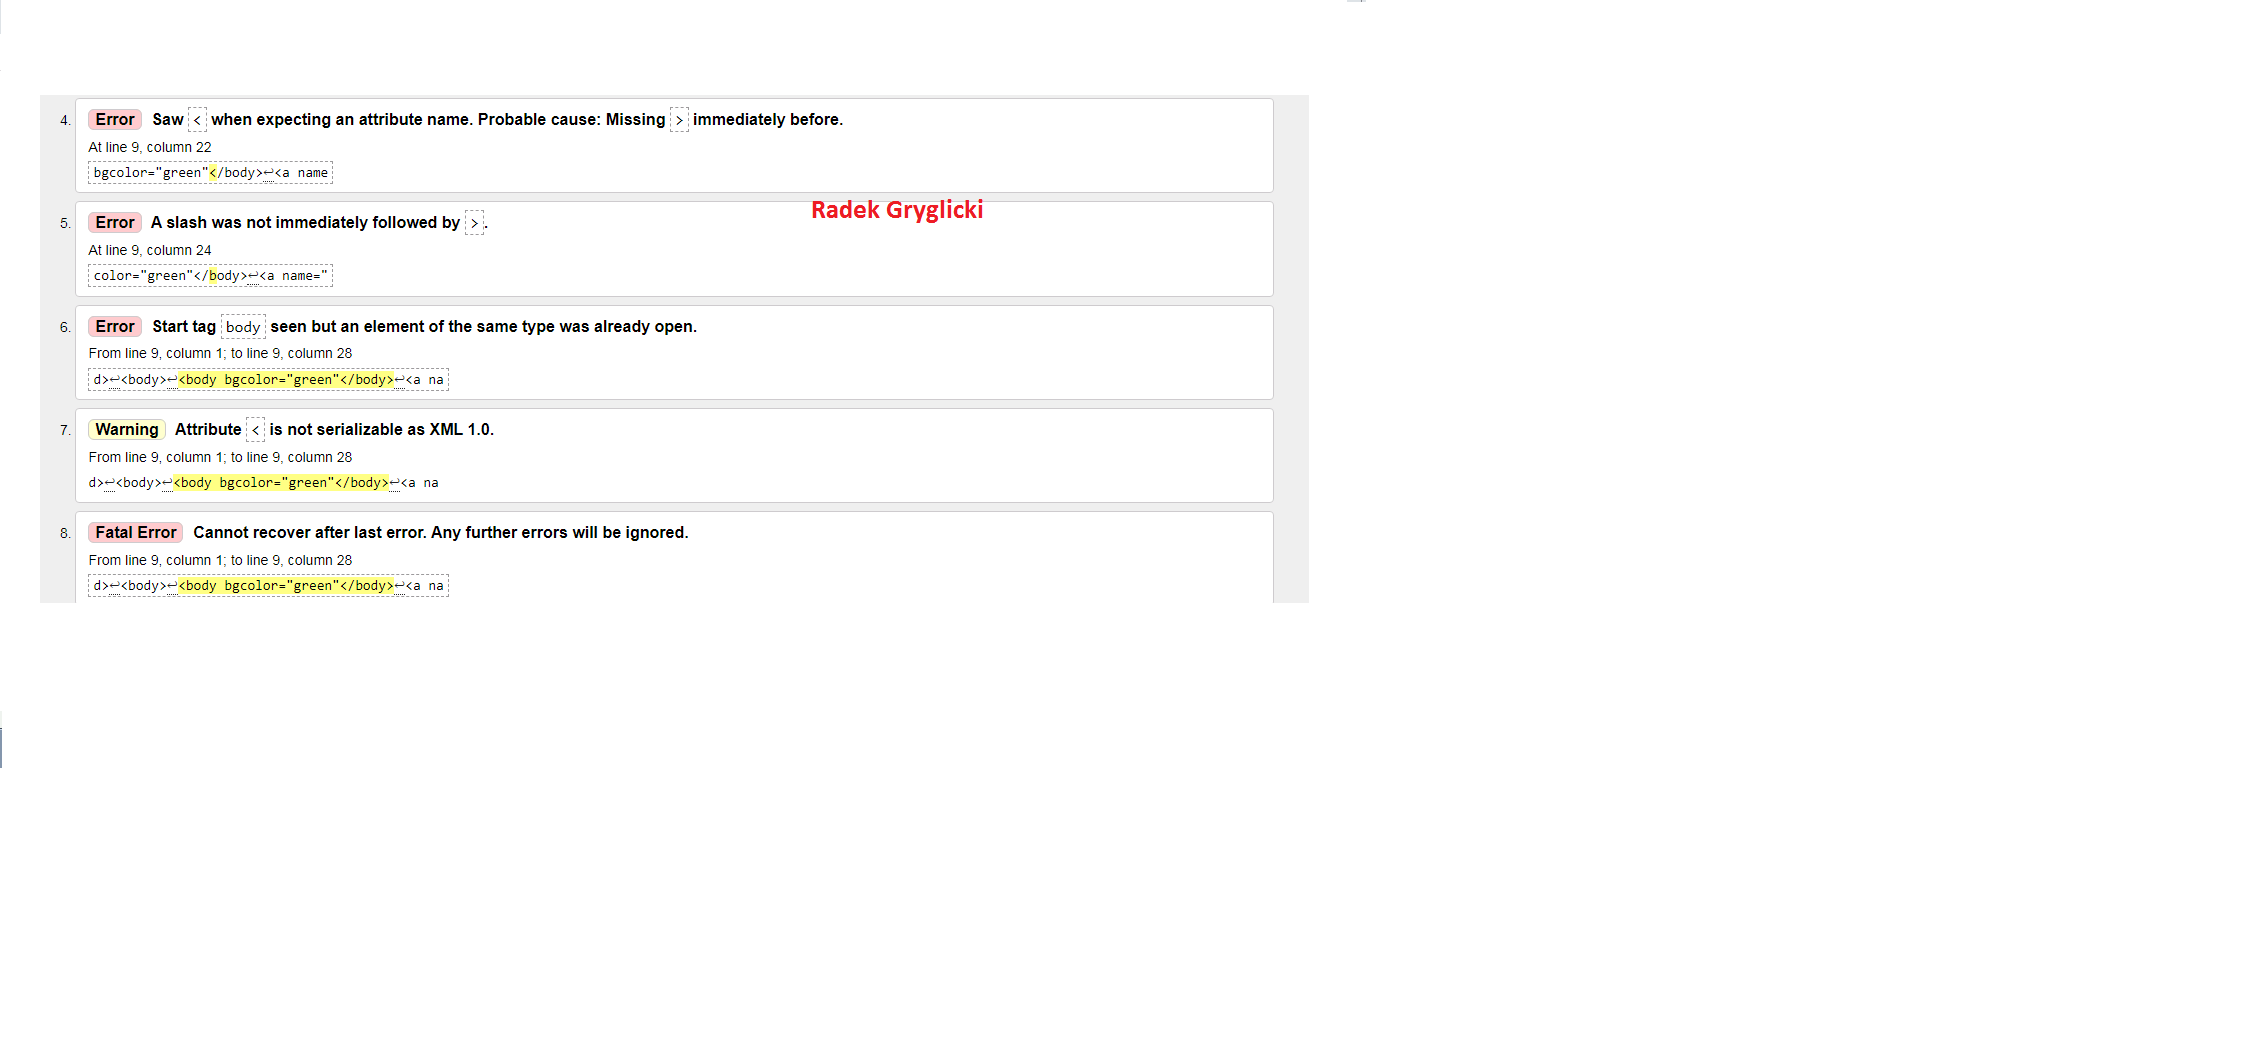 4. Error Saw < when expecting an attribute name. Probable cause: Missing > immediately before.
At line 9, column 22
bgcolor="green"</body>↩<a name
Radek Gryglicki
5. Error A slash was not immediately followed by >.
At line 9, column 24
color="green"</body>↩<a name="
6. Error Start tag body seen but an element of the same type was already open.
From line 9, column 1; to line 9, column 28
d>↩<body>↩<body bgcolor="green"</body>↩<a na
7. Warning Attribute < is not serializable as XML 1.0.
From line 9, column 1; to line 9, column 28
d>↩<body>↩<body bgcolor="green"</body>↩<a na
8. Fatal Error Cannot recover after last error. Any further errors will be ignored.
From line 9, column 1; to line 9, column 28
d>↩<body>↩<body bgcolor="green"</body>↩<a na